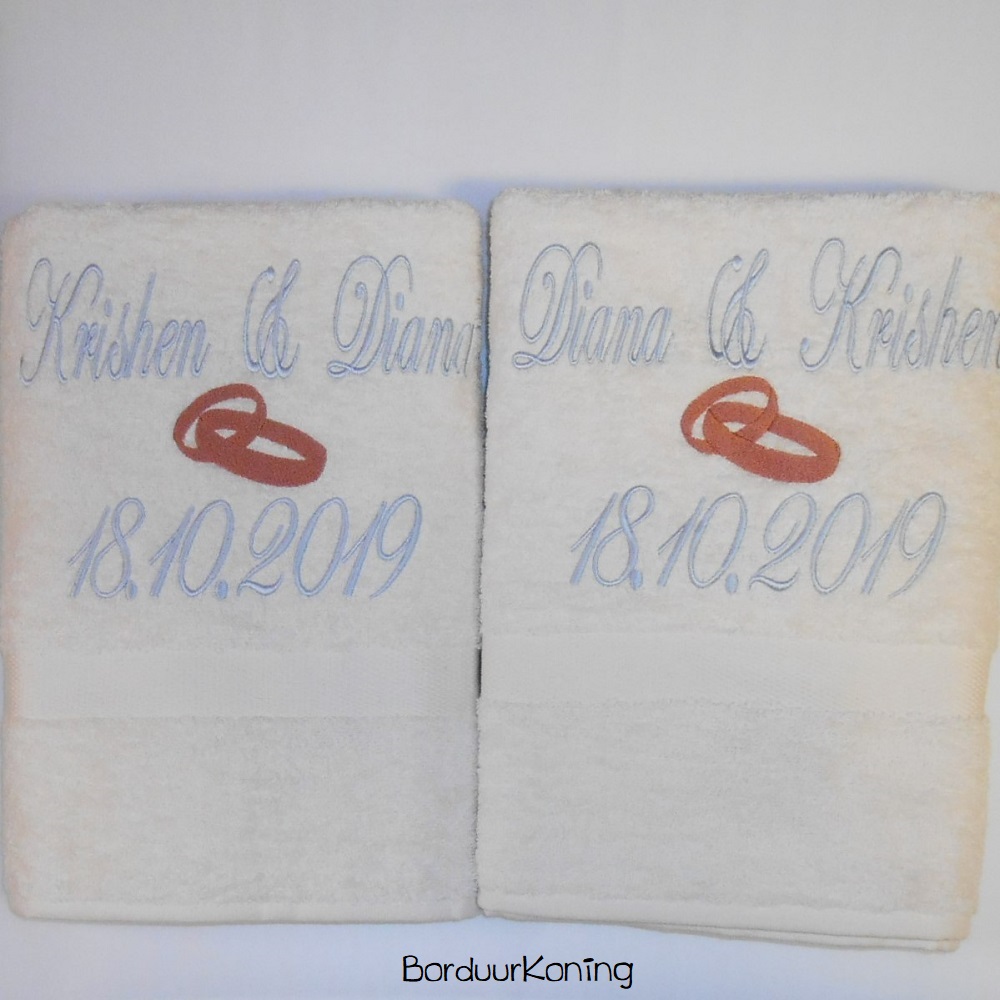 Krishen & Diana
18.10.2019
Diana & Krishen
18.10.2019
BorduurKoning